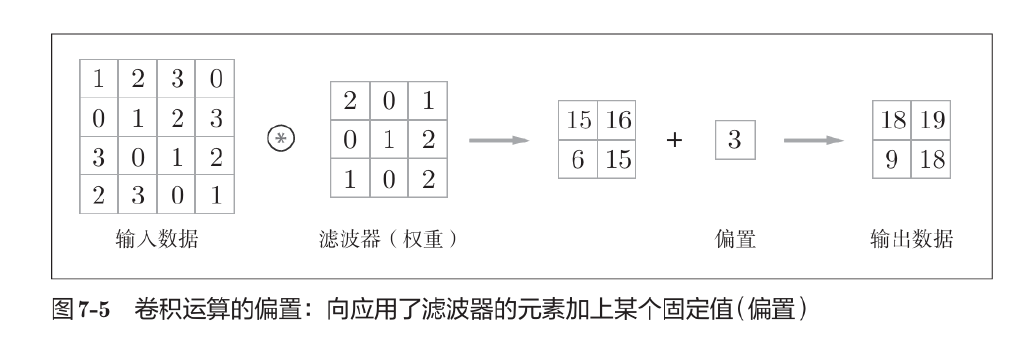 1 2 3 0
0 1 2 3
3 0 1 2
2 3 0 1
输入数据
⊛
2 0 1
0 1 2
1 0 2
滤波器（权重）
15 16
6 15
+
3
偏置
18 19
9 18
输出数据
图7-5 卷积运算的偏置：向应用了滤波器的元素加上某个固定值（偏置）